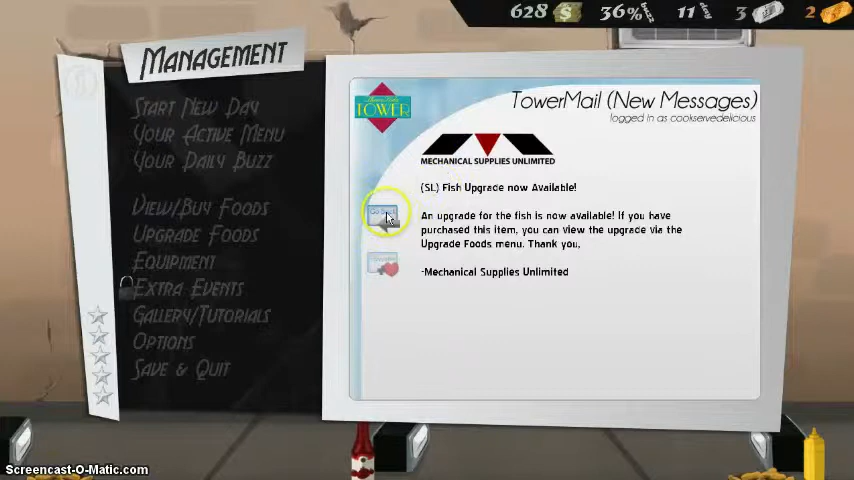 628 36% buzz 11 day 3 2
MANAGEMENT
START NEW DAY
YOUR ACTIVE MENU
YOUR DAILY BUZZ
VIEW/BUY FOODS
UPGRADE FOODS
EQUIPMENT
EXTRA EVENTS
GALLERY/TUTORIALS
OPTIONS
SAVE & QUIT
TOWER
TowerMail (New Messages)
logged in as cookservedelicious
MECHANICAL SUPPLIES UNLIMITED
(SL) Fish Upgrade now Available!
Go Back
An upgrade for the fish is now available! If you have
purchased this item, you can view the upgrade via the
Upgrade Foods menu. Thank you,
-Mechanical Supplies Unlimited
Screencast-O-Matic.com